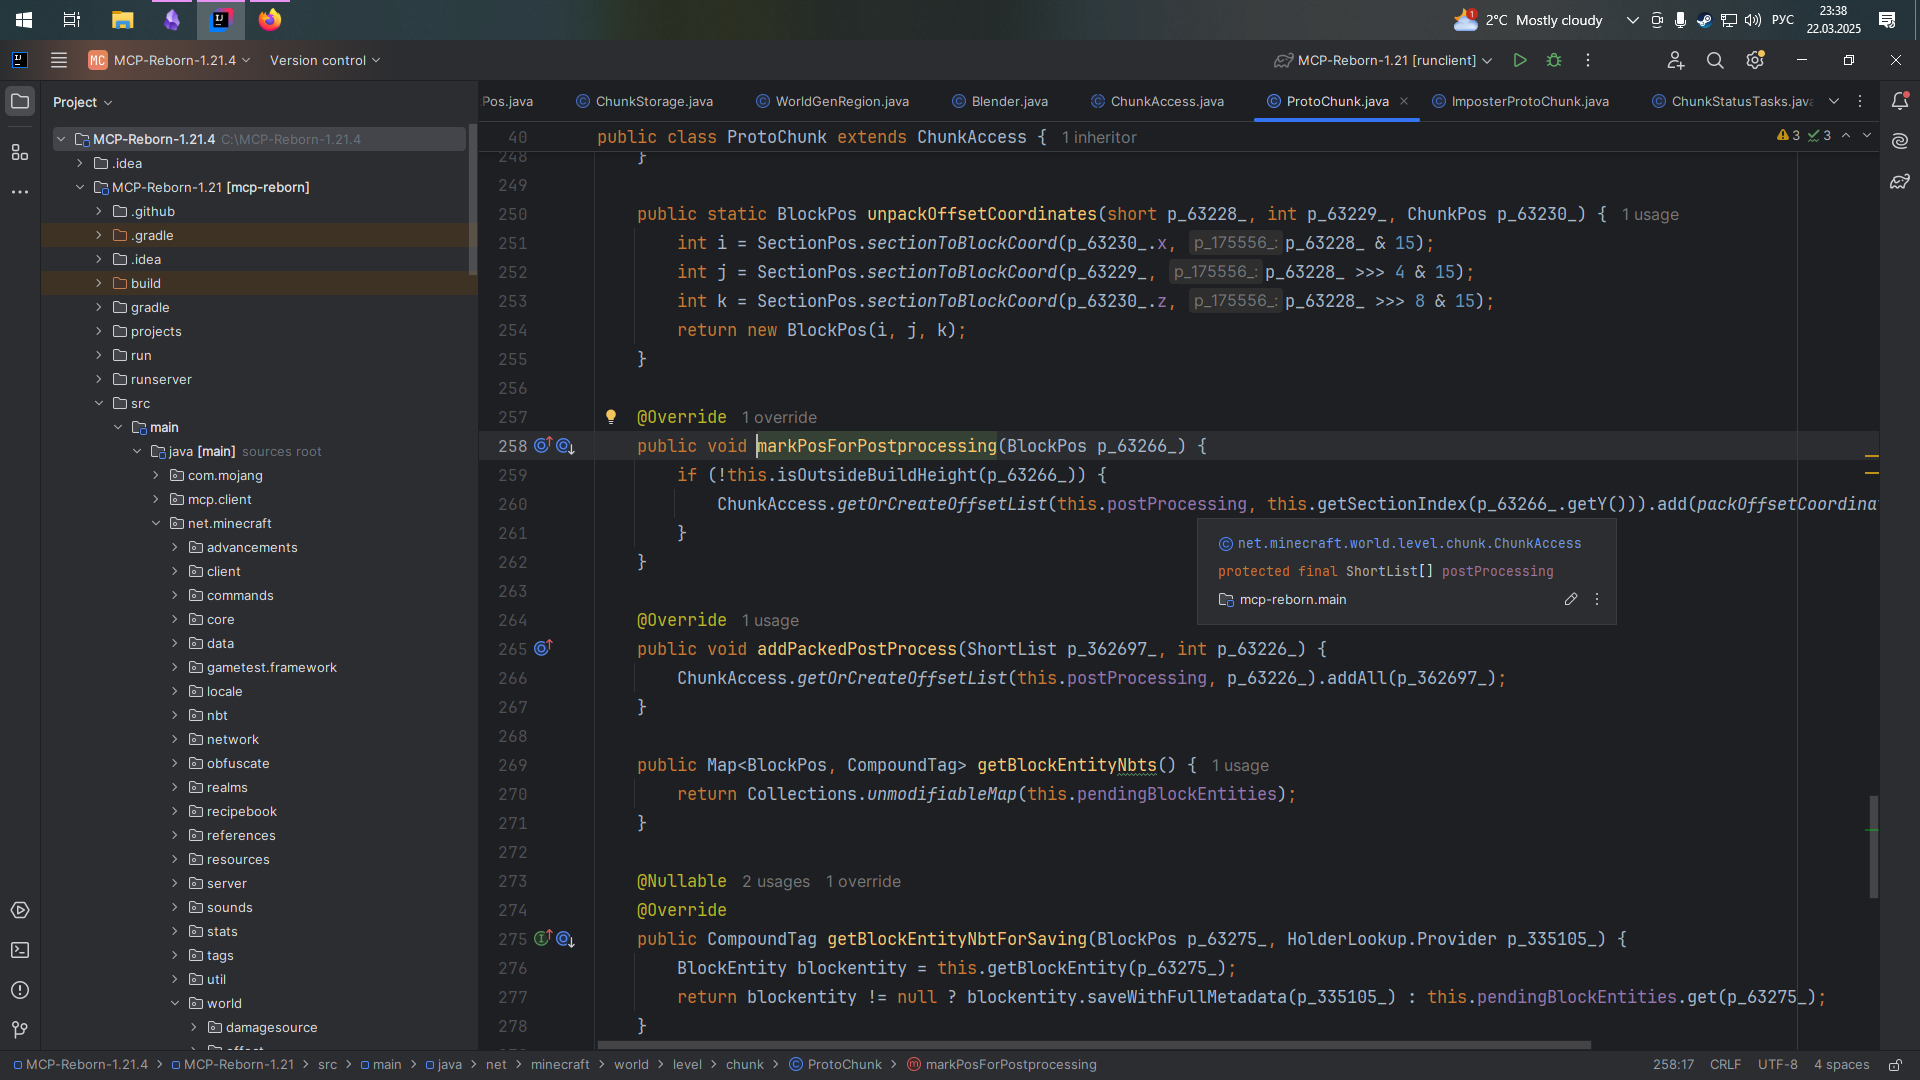 2°C Mostly cloudy
РУС
23:38
22.03.2025
MC MCP-Reborn-1.21.4
Version control
MCP-Reborn-1.21 [runclient]
Project
MCP-Reborn-1.21.4 C:\MCP-Reborn-1.21.4
.idea
MCP-Reborn-1.21 [mcp-reborn]
.github
.gradle
.idea
build
gradle
projects
run
runserver
src
main
java [main] sources root
com.mojang
mcp.client
net.minecraft
advancements
client
commands
core
data
gametest.framework
locale
nbt
network
obfuscate
realms
recipebook
references
resources
server
sounds
stats
tags
util
world
damagesource
Pos.java ChunkStorage.java WorldGenRegion.java Blender.java ChunkAccess.java ProtoChunk.java ImposterProtoChunk.java ChunkStatusTasks.java
40 public class ProtoChunk extends ChunkAccess { 1 inheritor
3 3
248 }
249
250 public static BlockPos unpackOffsetCoordinates(short p_63228_, int p_63229_, ChunkPos p_63230_) { 1 usage
251 int i = SectionPos.sectionToBlockCoord(p_63230_.x, p_175556_: p_63228_ & 15);
252 int j = SectionPos.sectionToBlockCoord(p_63229_, p_175556_: p_63228_ >>> 4 & 15);
253 int k = SectionPos.sectionToBlockCoord(p_63230_.z, p_175556_: p_63228_ >>> 8 & 15);
254 return new BlockPos(i, j, k);
255 }
256
257 @Override 1 override
258 public void markPosForPostprocessing(BlockPos p_63266_) {
259 if (!this.isOutsideBuildHeight(p_63266_)) {
260 ChunkAccess.getOrCreateOffsetList(this.postProcessing, this.getSectionIndex(p_63266_.getY())).add(packOffsetCoordina
261 }
262 }
263
264 @Override 1 usage
265 public void addPackedPostProcess(ShortList p_362697_, int p_63226_) {
266 ChunkAccess.getOrCreateOffsetList(this.postProcessing, p_63226_).addAll(p_362697_);
267 }
268
269 public Map<BlockPos, CompoundTag> getBlockEntityNbts() { 1 usage
270 return Collections.unmodifiableMap(this.pendingBlockEntities);
271 }
272
273 @Nullable 2 usages 1 override
274 @Override
275 public CompoundTag getBlockEntityNbtForSaving(BlockPos p_63275_, HolderLookup.Provider p_335105_) {
276 BlockEntity blockentity = this.getBlockEntity(p_63275_);
277 return blockentity != null ? blockentity.saveWithFullMetadata(p_335105_) : this.pendingBlockEntities.get(p_63275_);
278 }
net.minecraft.world.level.chunk.ChunkAccess
protected final ShortList[] postProcessing
mcp-reborn.main
MCP-Reborn-1.21.4 > MCP-Reborn-1.21 > src > main > java > net > minecraft > world > level > chunk > ProtoChunk > markPosForPostprocessing
258:17 CRLF UTF-8 4 spaces